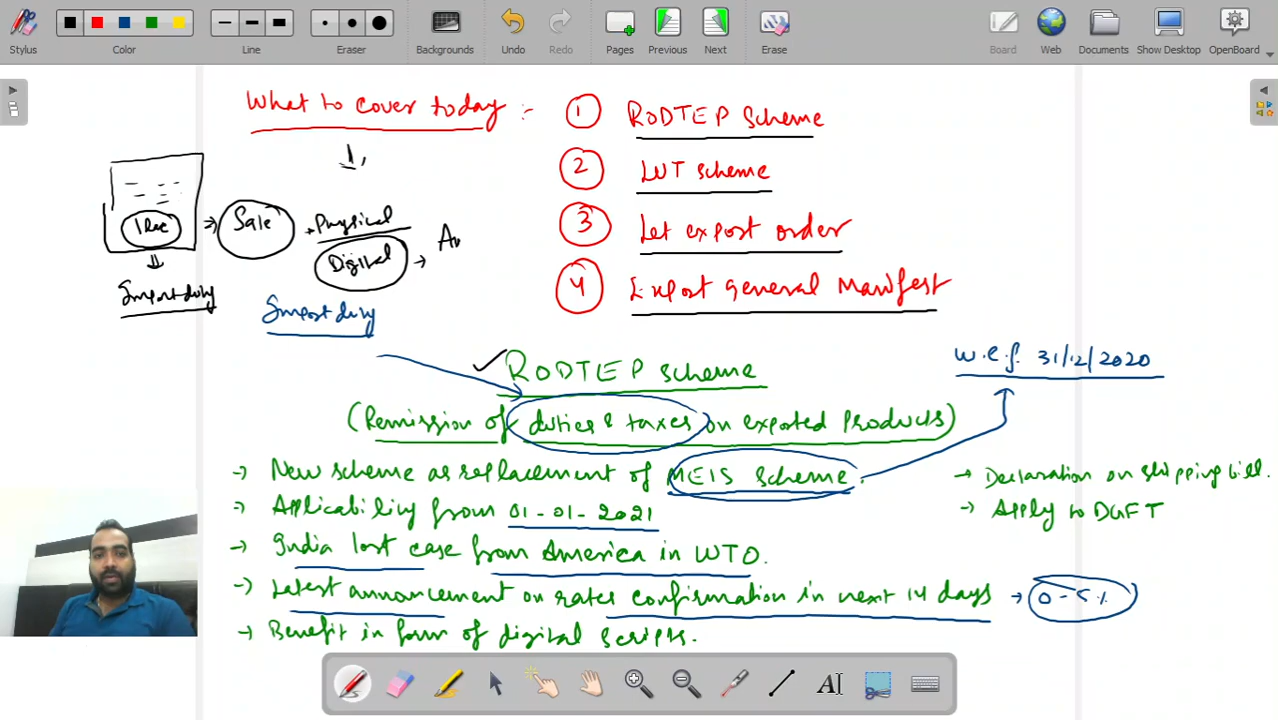 Stylus
Color
Line
Eraser
Backgrounds
Undo
Redo
Pages
Previous
Next
Erase
Board
Web
Documents
Show Desktop
OpenBoard
What to cover today :-
1 RODTEP Scheme
2 LUT scheme
3 Let export order
4 Export general Manifest
Sale
Physical
Digital
Import duty
Import duty
w.e.f. 31/12/2020
RODTEP scheme
(Remission of duties & taxes on exported Products)
→ New scheme as replacement of MEIS scheme.
→ Applicability from 01-01-2021
→ India lost case from America in WTO.
→ Latest announcement on rates confirmation in next 14 days → 0-5%
→ Benefit in form of digital scripts.
→ Declaration on shipping bill.
→ Apply to DGFT